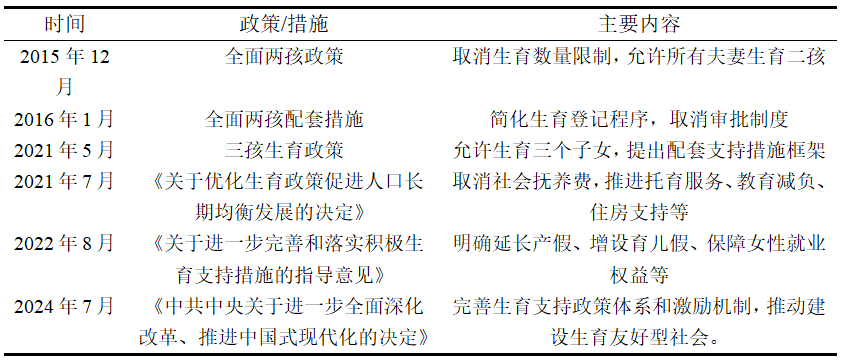 时间 政策/措施 主要内容
2015 年 12 全面两孩政策 取消生育数量限制，允许所有夫妻生育二孩
月
2016 年 1 月 全面两孩配套措施 简化生育登记程序，取消审批制度
2021 年 5 月 三孩生育政策 允许生育三个子女，提出配套支持措施框架
2021 年 7 月 《关于优化生育政策促进人口长 取消社会抚养费，推进托育服务、教育减负、
期均衡发展的决定》 住房支持等
2022 年 8 月 《关于进一步完善和落实积极生 明确延长产假、增设育儿假、保障女性就业
育支持措施的指导意见》 权益等
2024 年 7 月 《中共中央关于进一步全面深化 完善生育支持政策体系和激励机制，推动建
改革、推进中国式现代化的决定》 设生育友好型社会。